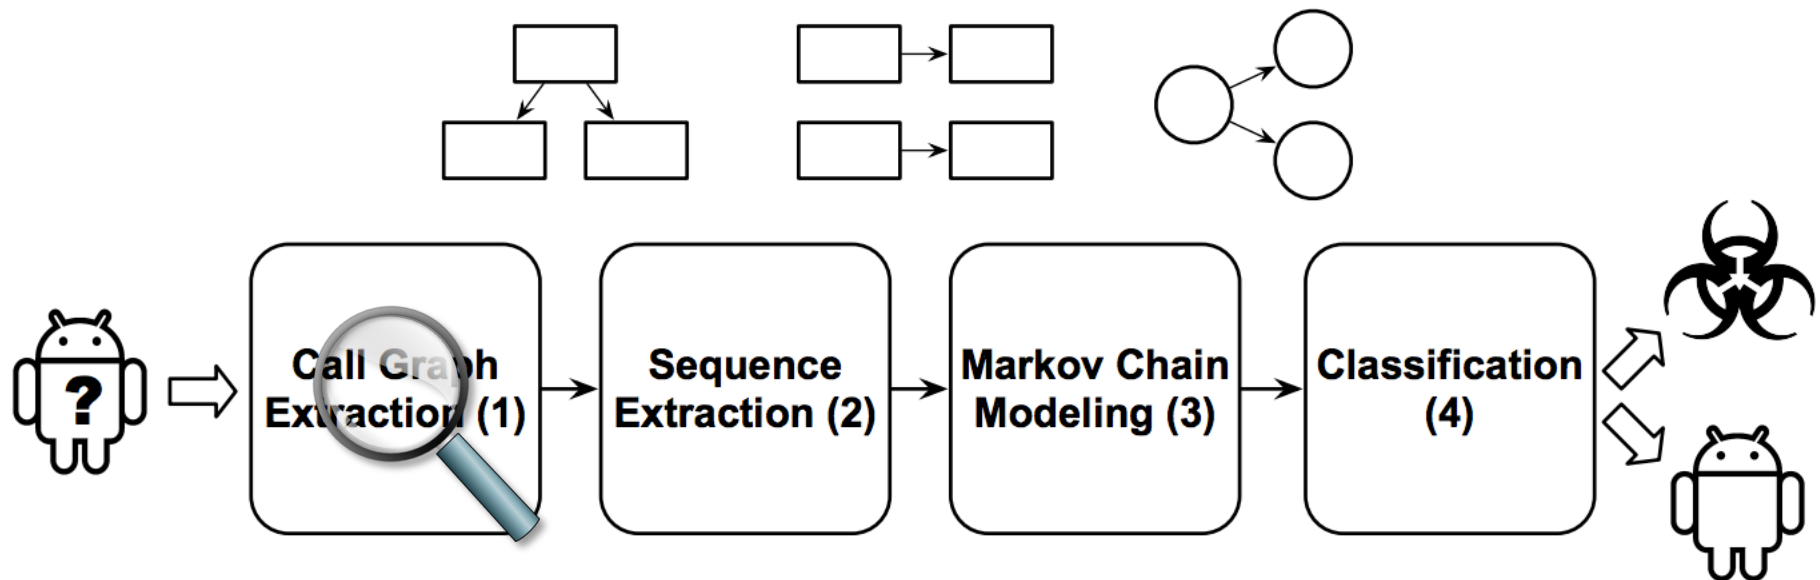 ?
Call Graph
Extraction (1)
Sequence
Extraction (2)
Markov Chain
Modeling (3)
Classification
(4)